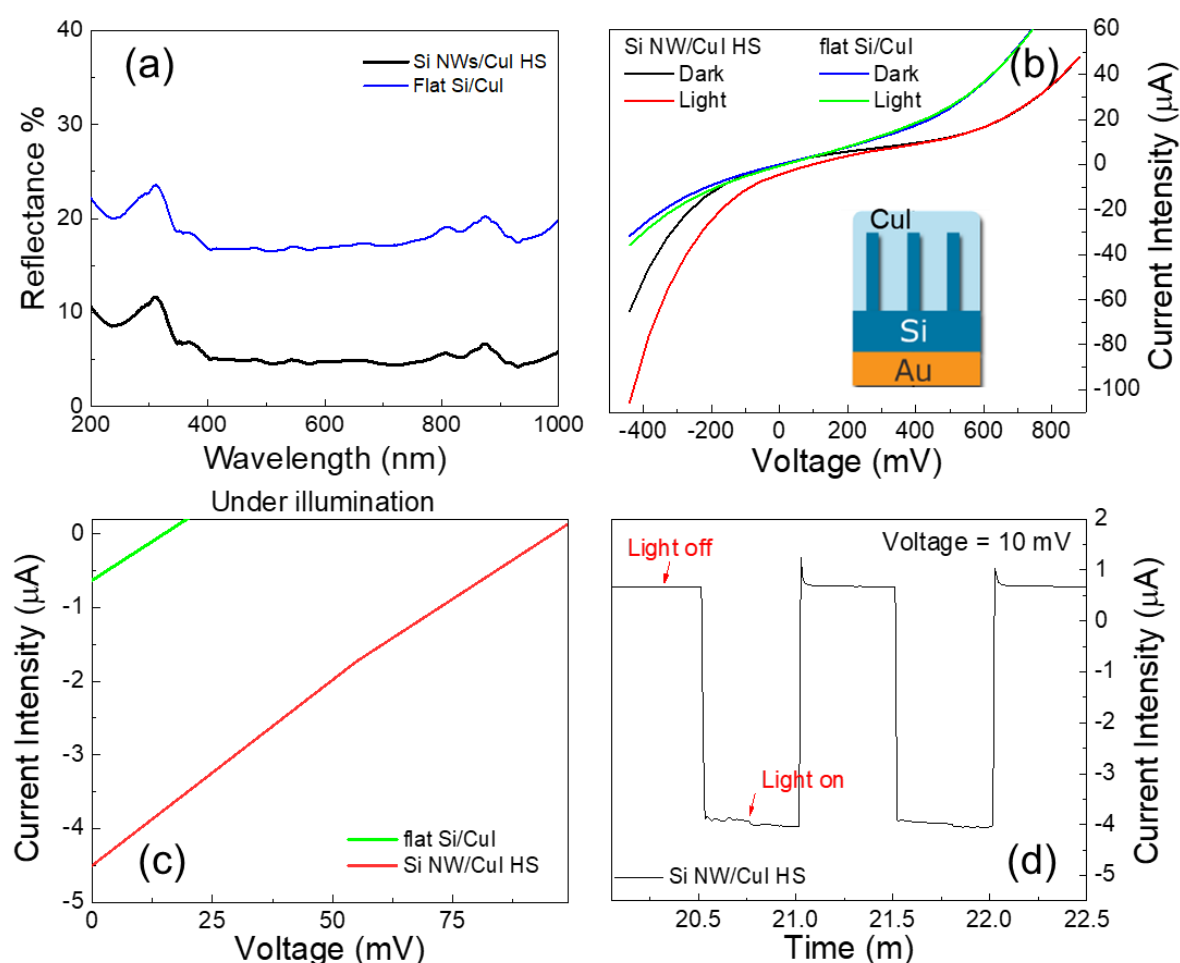 (a)
Si NWs/CuI HS
Flat Si/CuI
Reflectance %
40
30
20
10
0
200 400 600 800 1000
Wavelength (nm)
(b)
Si NW/CuI HS flat Si/CuI
Dark Dark
Light Light
CuI
Si
Au
60
40
20
0
-20
-40
-60
-80
-100
Current Intensity (μA)
-400 -200 0 200 400 600 800
Voltage (mV)
Under illumination
Current Intensity (μA)
0
-1
-2
-3
-4
-5
(c)
flat Si/CuI
Si NW/CuI HS
0 25 50 75
Voltage (mV)
Light off
Voltage = 10 mV
Light on
Si NW/CuI HS
(d)
2
1
0
-1
-2
-3
-4
-5
Current Intensity (μA)
20.5 21.0 21.5 22.0 22.5
Time (m)